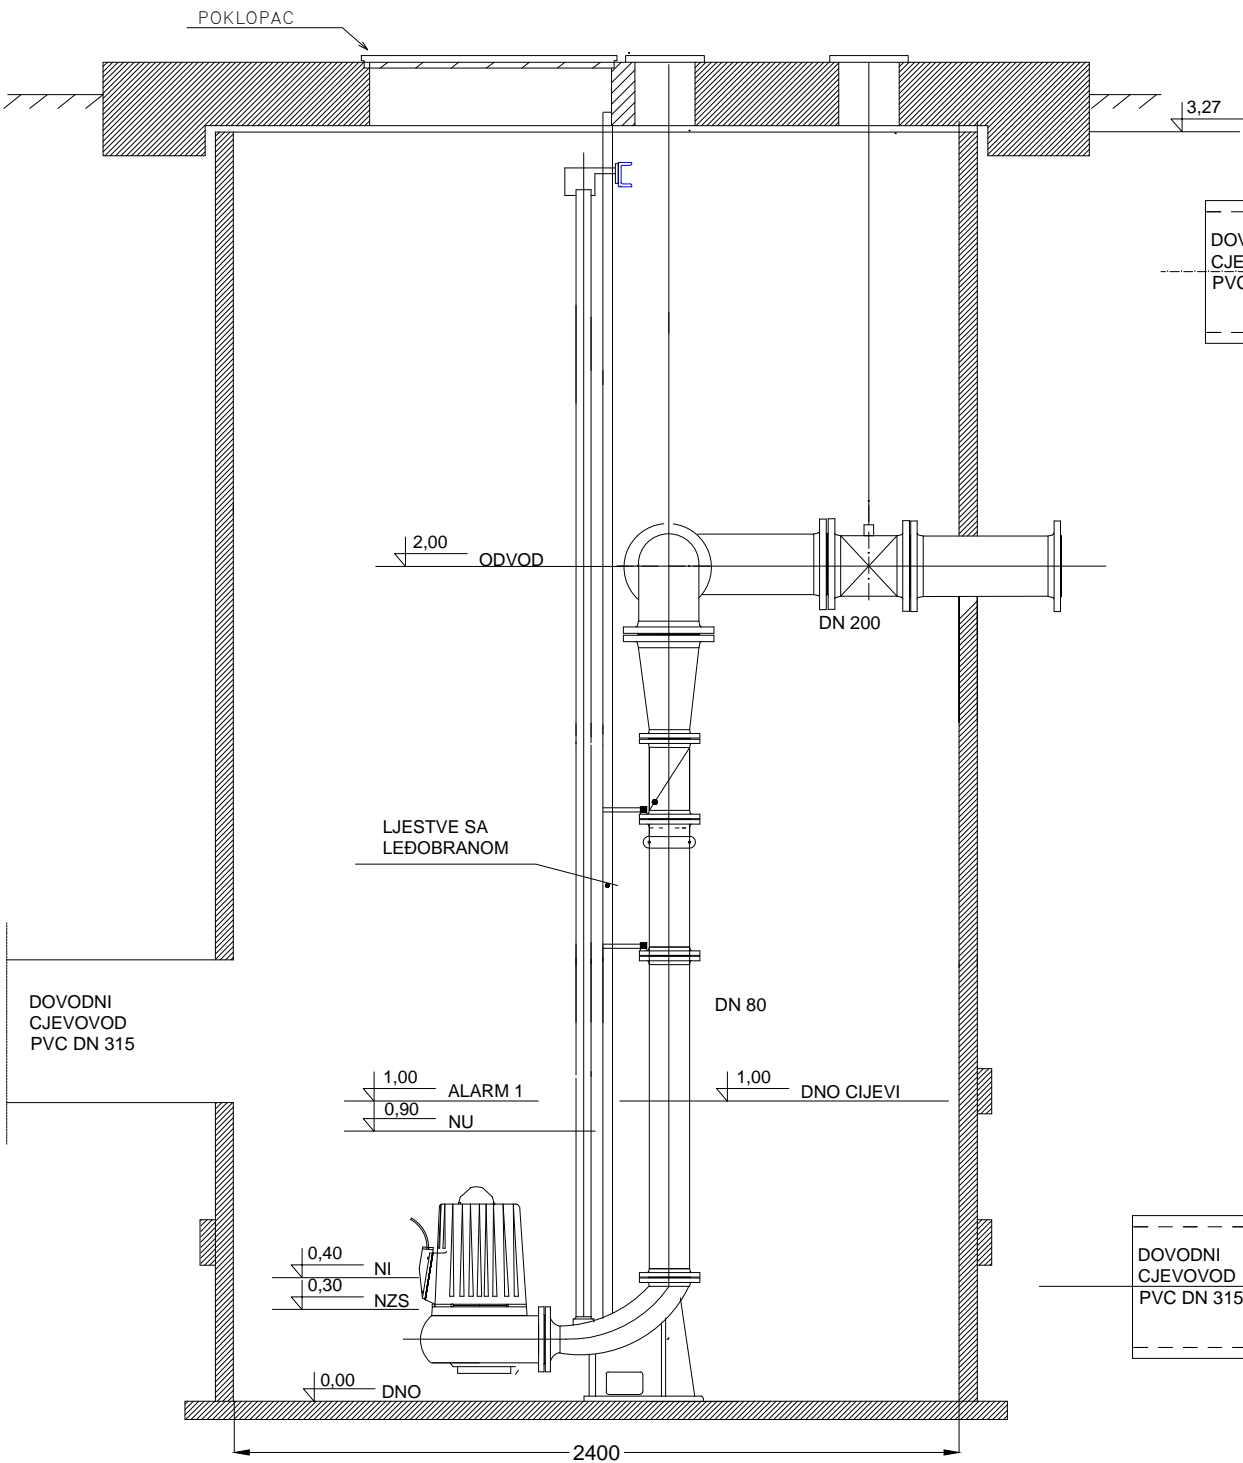 POKLOPAC
3,27
DOV
CJE
PVC
2,00
ODVOD
DN 200
LJESTVE SA
LEĐOBRANOM
DOVODNI
CJEVOVOD
PVC DN 315
DN 80
1,00
ALARM 1
1,00
DNO CIJEVI
0,90
NU
0,40
NI
0,30
NZS
DOVODNI
CJEVOVOD
PVC DN 315
0,00
DNO
2400